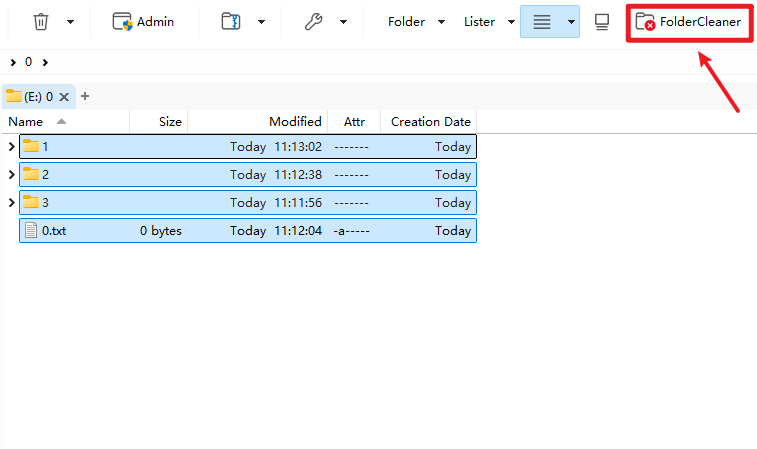 Admin Folder Lister FolderCleaner
0
(E:) 0
Name Size Modified Attr Creation Date
1 Today 11:13:02 ------- Today
2 Today 11:12:38 ------- Today
3 Today 11:11:56 ------- Today
0.txt 0 bytes Today 11:12:04 -a----- Today